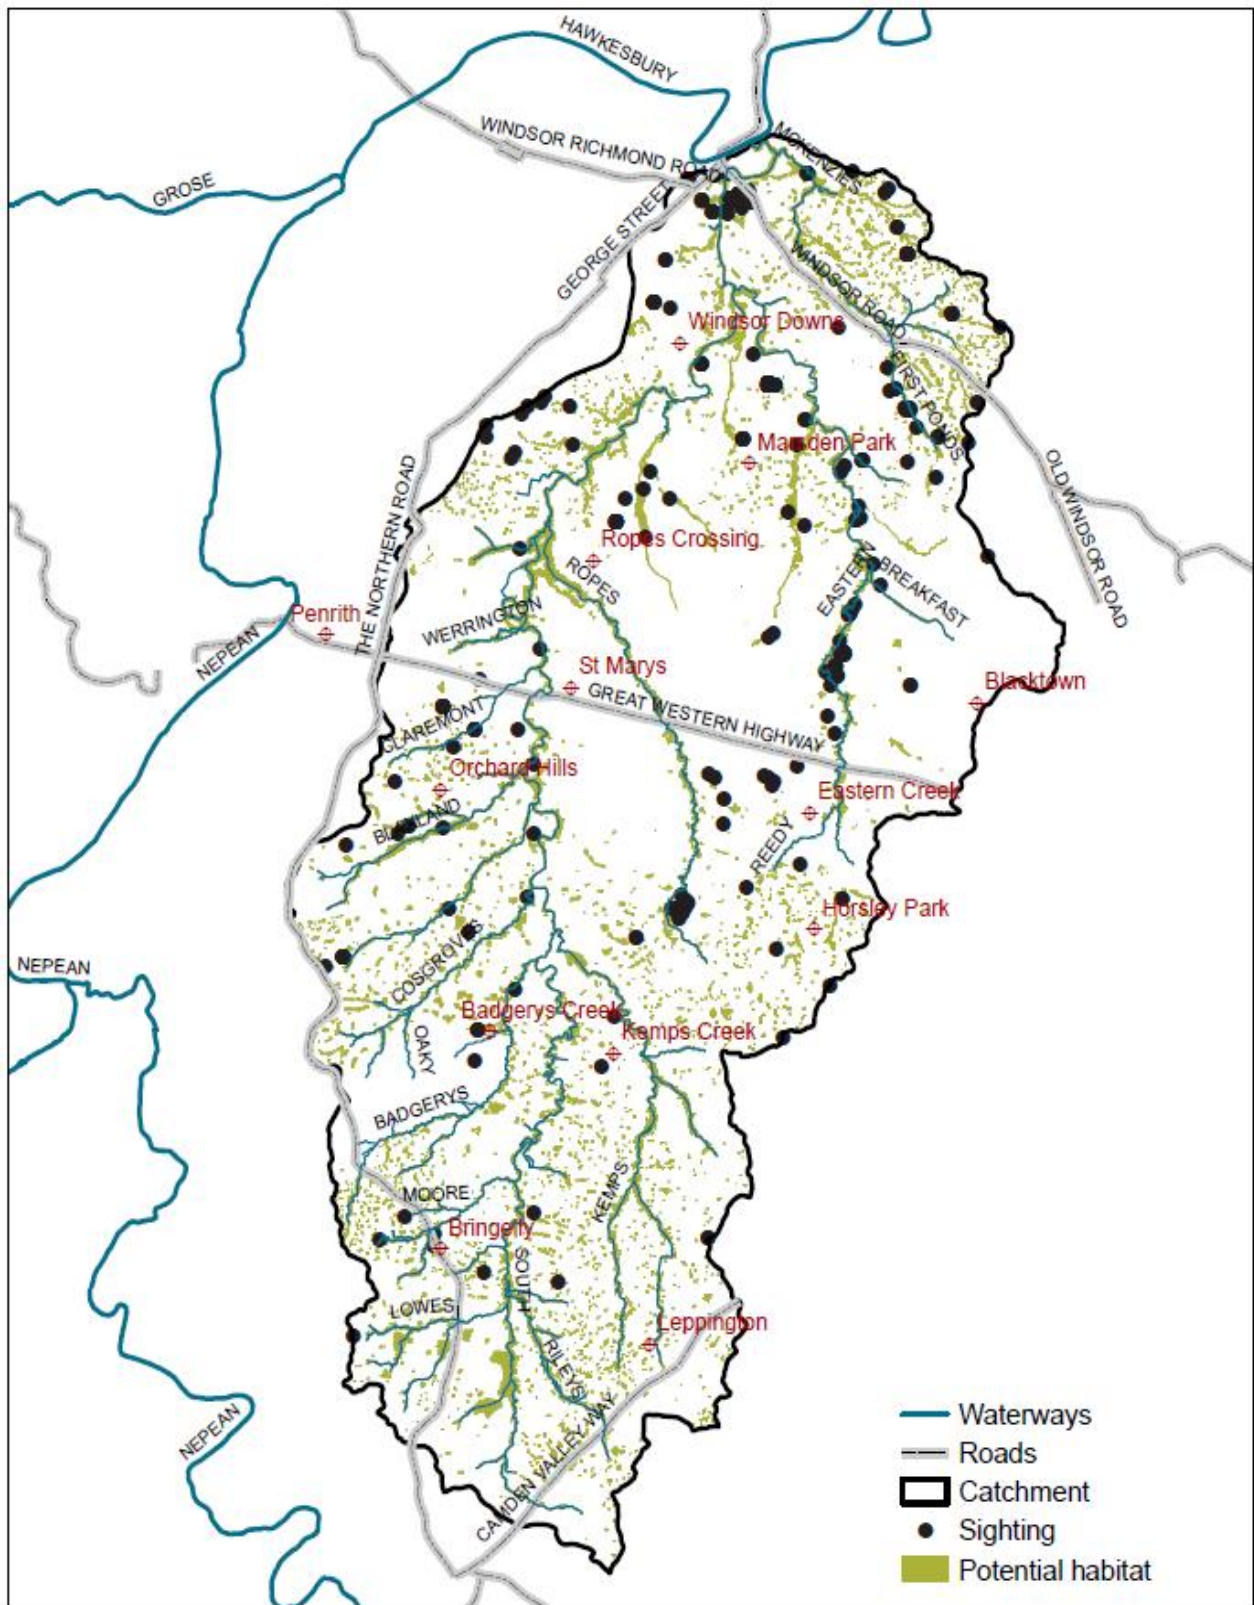 HAWKESBURY
WINDSOR RICHMOND ROAD
MCKENZIES
GROSE
GEORGE STREET
WINDSOR ROAD
Windsor Downs
FIRST PONDS
Marsden Park
OLD WINDSOR ROAD
THE NORTHERN ROAD
Ropes Crossing
ROPES
EASTERN
BREAKFAST
Penrith
WERRINGTON
NEPEAN
St Marys
Blacktown
GREAT WESTERN HIGHWAY
CLAREMONT
Orchard Hills
Eastern Creek
BLAXLAND
REEDY
Horsley Park
COSGROVES
NEPEAN
Badgerys Creek
Kemps Creek
OAKY
BADGERYS
KEMPS
MOORE
Bringelly
SOUTH
LOWES
Leppington
RILEYS
NEPEAN
CAMDEN VALLEY WAY
Waterways
Roads
Catchment
Sighting
Potential habitat